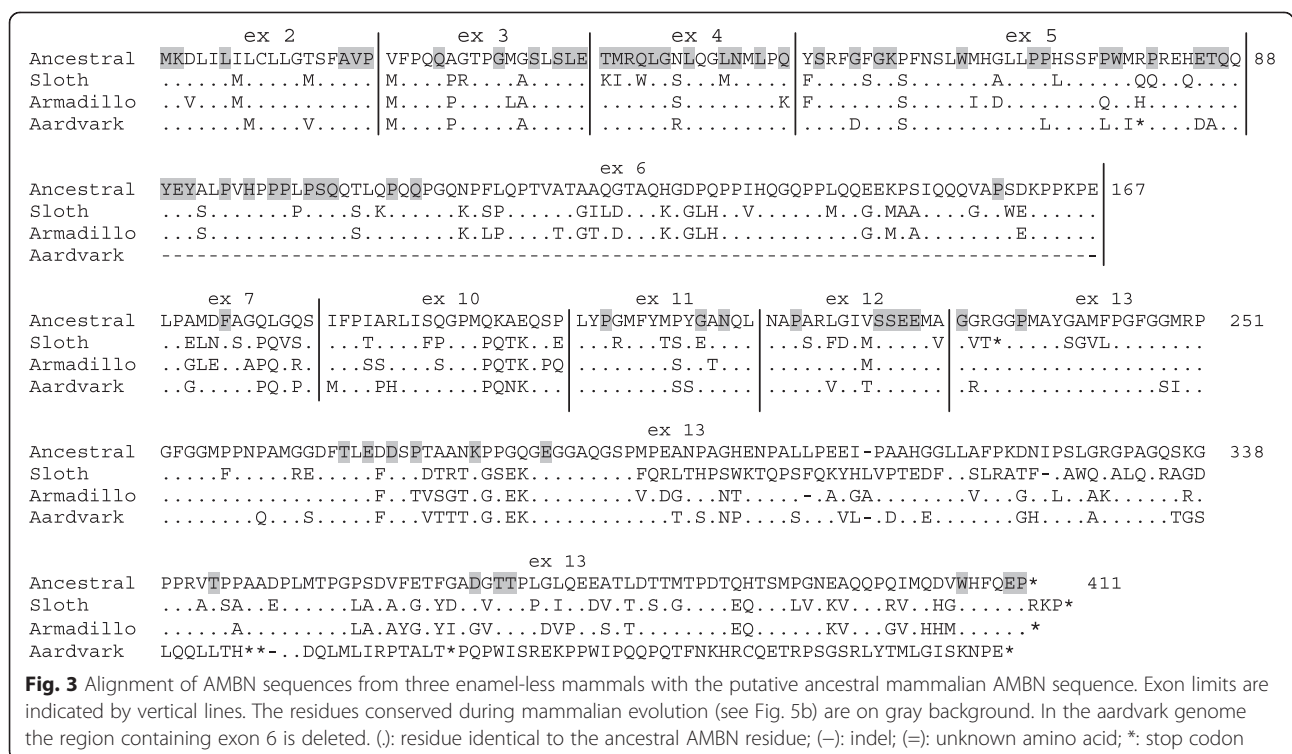 ex 2 ex 3 ex 4 ex 5
Ancestral MKDLILILCLLGTSFAVP VFPQQAGTPGMGSLSLE TMRQLGNLQGLNMLPQ YSRFGFGKPFNSLWMHGLLPPHSSFPWMRPREHETQQ 88
Sloth ......M........... M....PR....A..... KI.W..S...M..... F....S..S.......A....L......QQ..Q....
Armadillo ..V...M........... M....P....LA..... ......S........K F.......S.....I.D.......Q..H........
Aardvark .......M....V..... M....P.....A..... ......R......... ....D...S...........L....L.I*....DA..
ex 6
Ancestral YEYALPVHPPPLPSQQTLQPQQPGQNPFLQPTVATAAQGTAQHGDPQPPIHQGQPPLQQEEKPSIQQQVAPSDKPPKPE 167
Sloth ...S.......P....S.K......K.SP......GILD...K.GLH..V......M..G.MAA....G..WE......
Armadillo ...S............S........K.LP....T.GT.D...K.GLH...........G.M.A........E......
Aardvark -------------------------------------------------------------------------------
ex 7 ex 10 ex 11 ex 12 ex 13
Ancestral LPAMDFAGQLGQS IFPIARLISQGPMQKAEQSP LYPGMFYMPYGANQL NAPARLGIVSSEEMA GGRGGPMAYGAMFPGFGGMRP 251
Sloth ..ELN.S.PQVS. ...T....FP...PQTK..E ...R...TS.E.... ...S.FD.M.....V .VT*.....SGVL........
Armadillo ..GLE..APQ.R. ...SS....S...PQTK.PQ ........S..T... ........M...... .....................
Aardvark ..G.....PQ.P. M...PH.......PQNK... ........SS..... .....V..T...... .R...............SI..
ex 13
Ancestral GFGGMPPNPAMGGDFTLEDDSPTAANKPPGQGEGGAQGSPMPEANPAGHENPALLPEEI-PAAHGGLLAFPKDNIPSLGRGPAGQSKG 338
Sloth .....F.....RE....F...DTRT.GSEK.........FQRLTHPSWKTQPSFQKYHLVPTEDF..SLRATF-.AWQ.ALQ.RAGD
Armadillo ..................F..TVSGT.G.EK.........V.DG...NT.......-.A.GA......V...G..L..AK.....R.
Aardvark ........Q...S.....F...VTTT.G.EK............T.S.NP....S...VL-.D..E.......GH....A......TGS
ex 13
Ancestral PPRVTPPAADPLMTPGPSDVFETFGADGTTPLGLQEEATLDTTMTPDTQHTSMPGNEAQQPQIMQDVWHFQEP* 411
Sloth ...A.SA..E......LA.A.G.YD..V...P.I..DV.T.S.G....EQ...LV.KV...RV..HG......RKP*
Armadillo ......A.........LA.AYG.YI.GV....DVP..S.T........EQ......KV...GV.HHM.......*
Aardvark LQQLLTH**-..DQLMLIRPTALT*PQPWISREKPPWIPQQPQTFNKHRCQETRPSGSRLYTMLGISKNPE*
Fig. 3 Alignment of AMBN sequences from three enamel-less mammals with the putative ancestral mammalian AMBN sequence. Exon limits are
indicated by vertical lines. The residues conserved during mammalian evolution (see Fig. 5b) are on gray background. In the aardvark genome
the region containing exon 6 is deleted. (.): residue identical to the ancestral AMBN residue; (–): indel; (=): unknown amino acid; *: stop codon